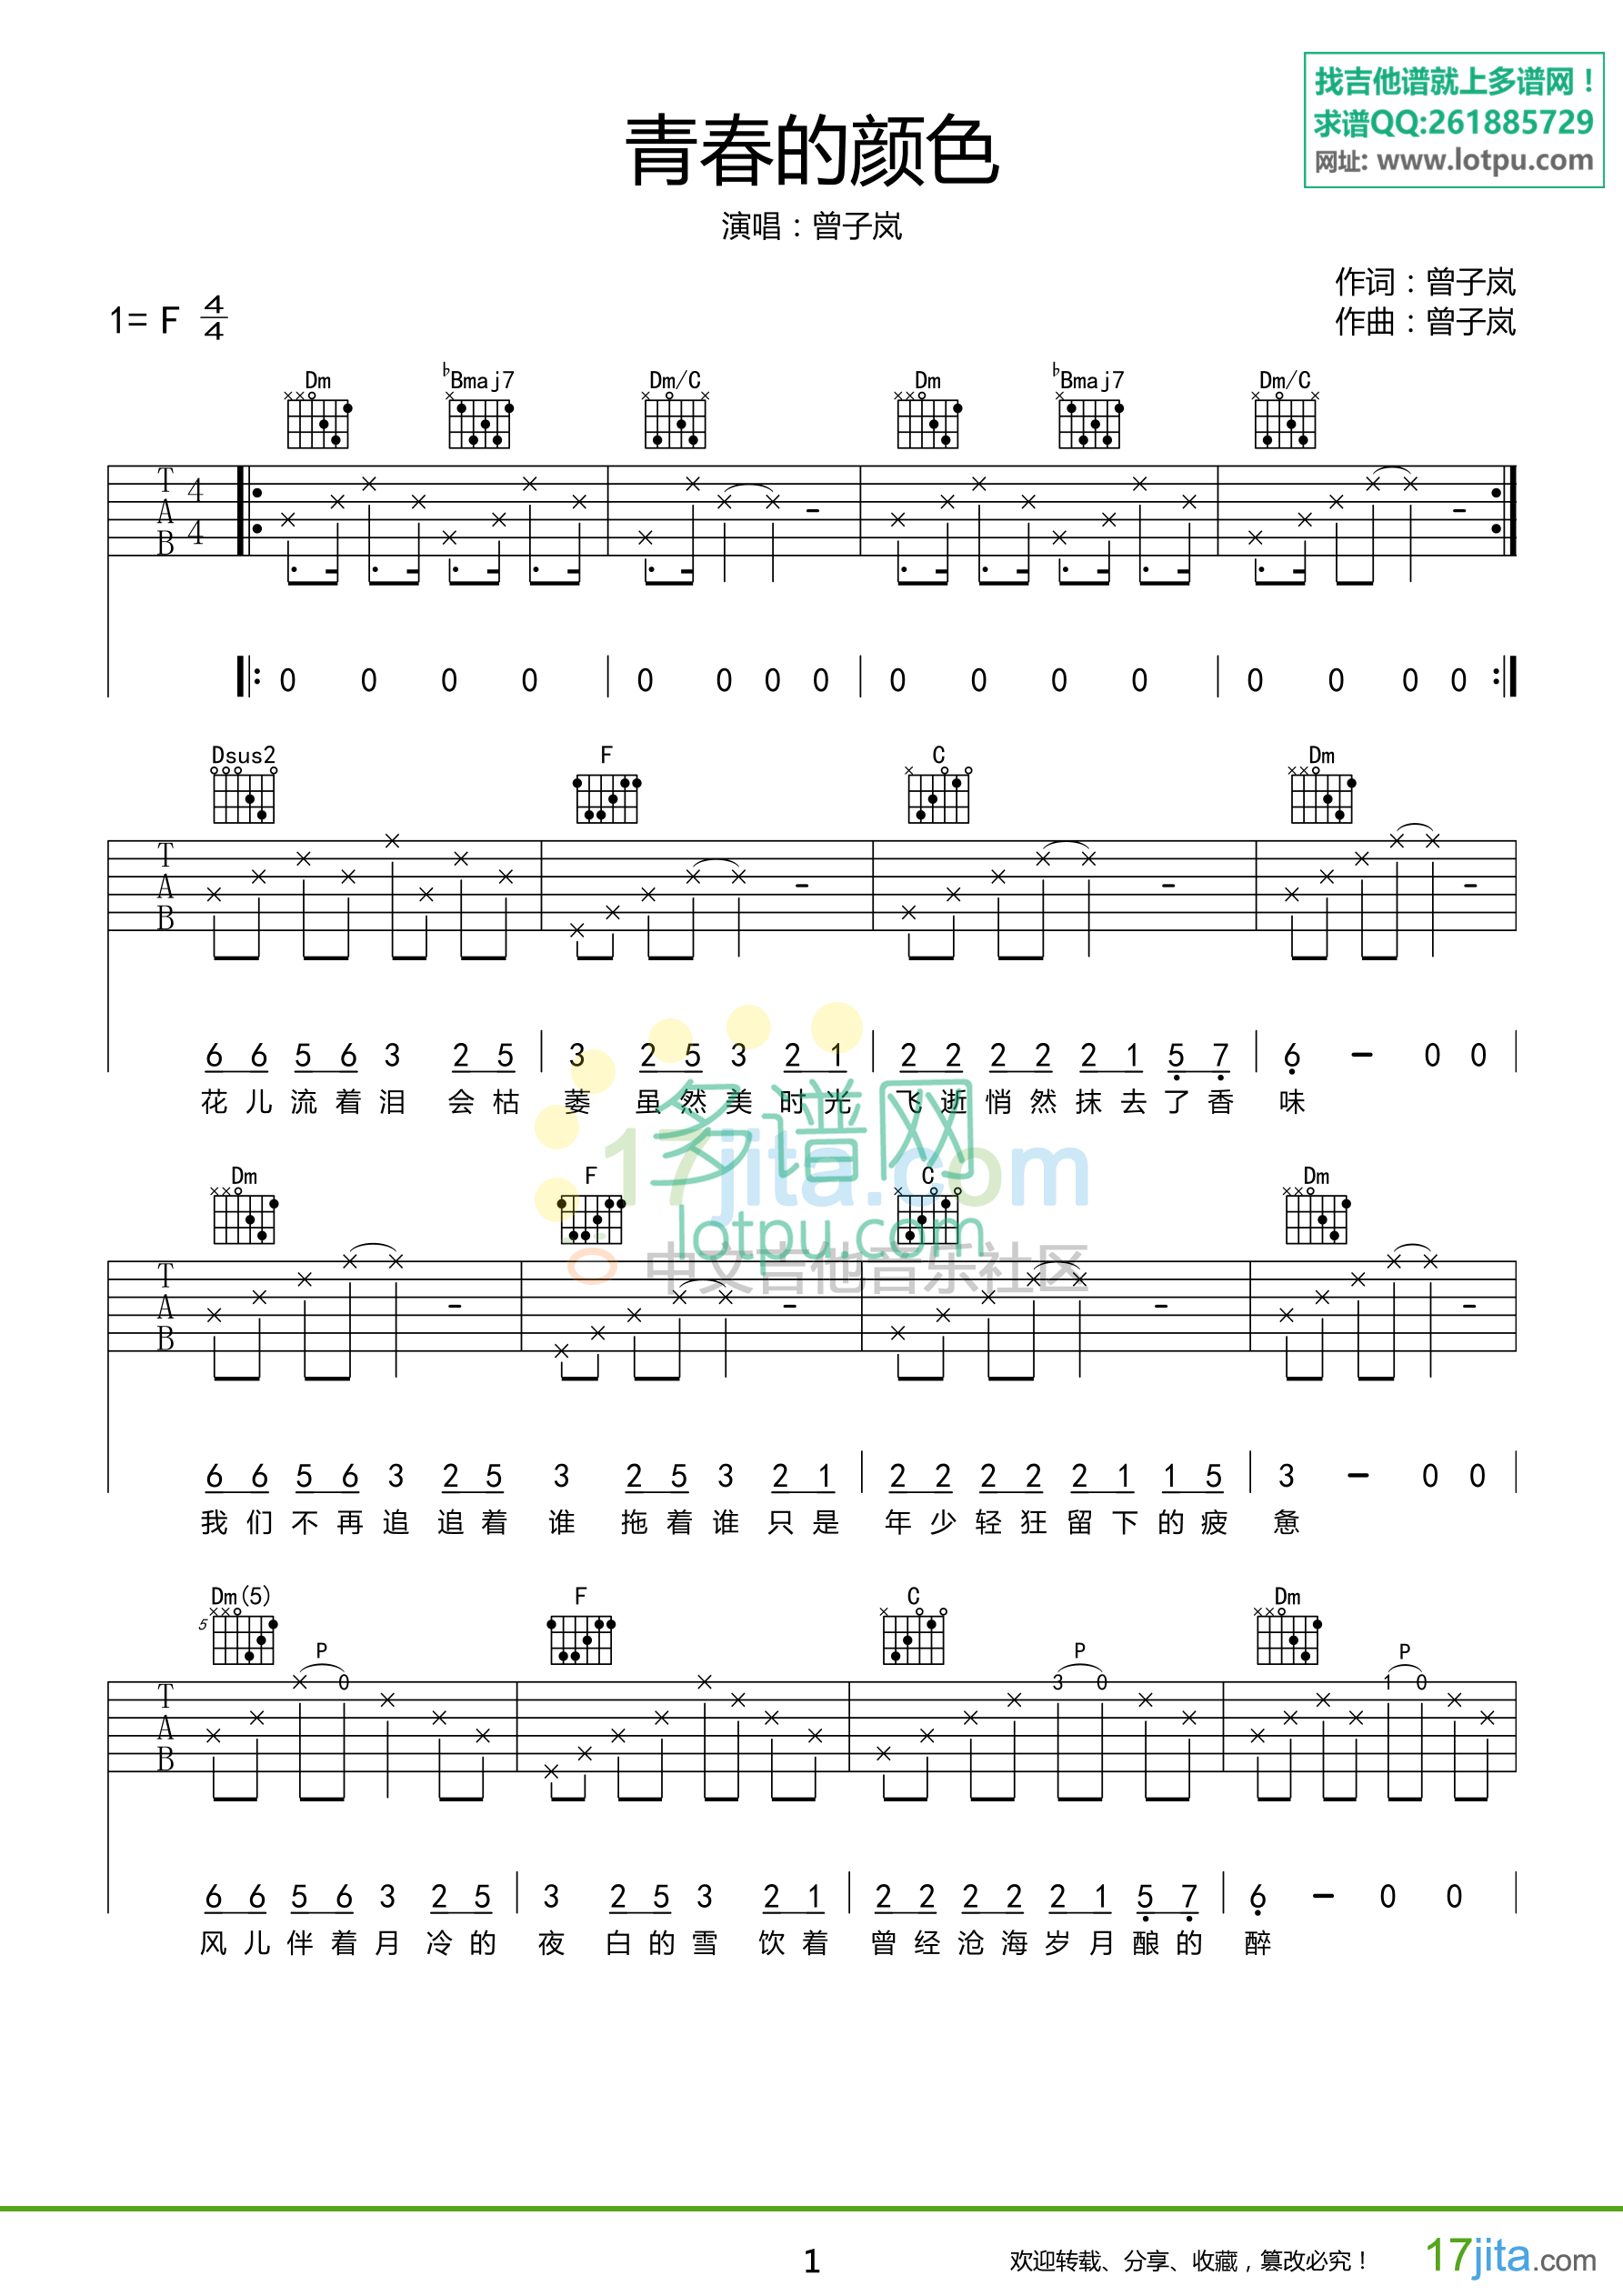 找吉他谱就上多谱网！
求谱QQ:261885729
网址: www.lotpu.com
青春的颜色
演唱：曾子岚
作词：曾子岚
1= F 4/4
作曲：曾子岚
Dm ♭Bmaj7 Dm/C Dm ♭Bmaj7 Dm/C
T A B 4/4
0 0 0 0 0 0 0 0 0 0 0 0 0 0 0 0
Dsus2 F C Dm
T A B
6 6 5 6 3 2 5 3 2 5 3 2 1 2 2 2 2 2 1 5 7 6 - 0 0
花 儿 流 着 泪 会 枯 萎 虽 然 美 时 光 飞 逝 悄 然 抹 去 了 香 味
多谱网
17jita.com
lotpu.com
中文吉他音乐社区
Dm F C Dm
T A B
6 6 5 6 3 2 5 3 2 5 3 2 1 2 2 2 2 2 1 1 5 3 - 0 0
我 们 不 再 追 追 着 谁 拖 着 谁 只 是 年 少 轻 狂 留 下 的 疲 惫
Dm(5) F C Dm
5
P P P
T A B
0 3 0 1 0
6 6 5 6 3 2 5 3 2 5 3 2 1 2 2 2 2 2 1 5 7 6 - 0 0
风 儿 伴 着 月 冷 的 夜 白 的 雪 饮 着 曾 经 沧 海 岁 月 酿 的 醉
1
欢迎转载、分享、收藏，篡改必究！
17jita.com